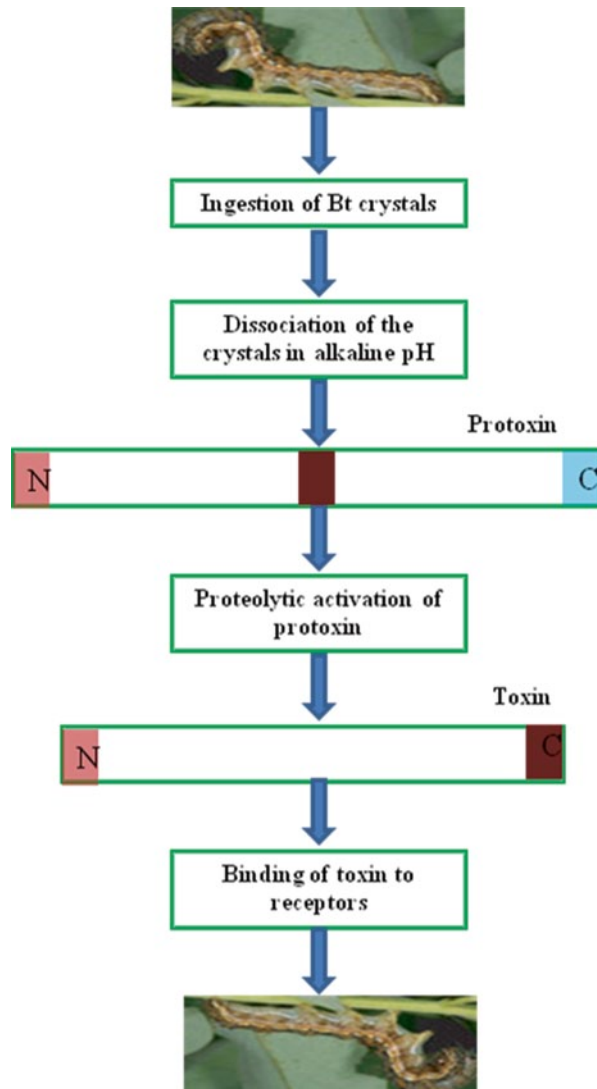 Ingestion of Bt crystals
Dissociation of the
crystals in alkaline pH
Protoxin
N C
Proteolytic activation of
protoxin
Toxin
N C
Binding of toxin to
receptors